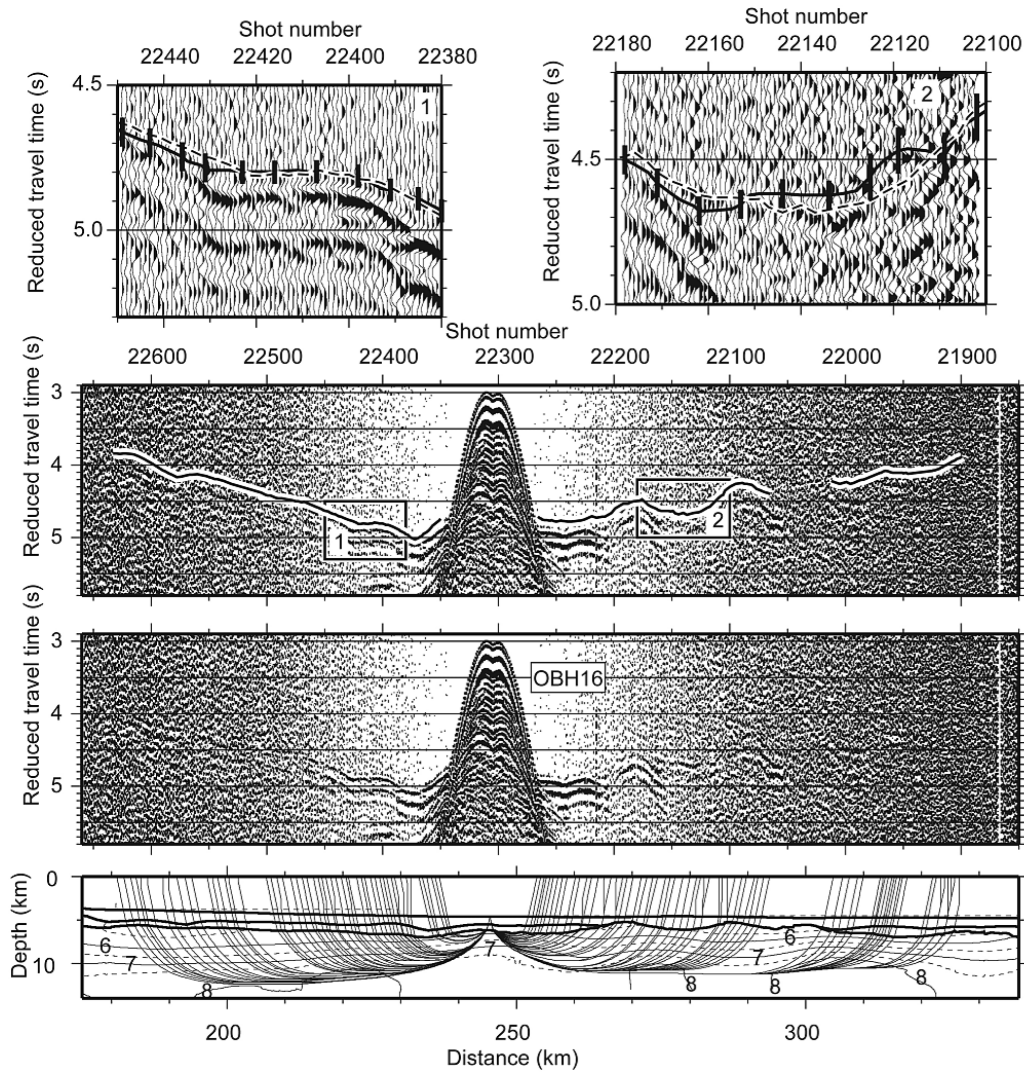 Shot number
22440 22420 22400 22380
4.5
5.0
Reduced travel time (s)
1
Shot number
22180 22160 22140 22120 22100
4.5
5.0
Reduced travel time (s)
2
Shot number
22600 22500 22400 22300 22200 22100 22000 21900
3
4
5
Reduced travel time (s)
1
2
3
4
5
Reduced travel time (s)
OBH16
0
10
Depth (km)
6 7 8 7 8 7 6 8 8
200 250 300
Distance (km)